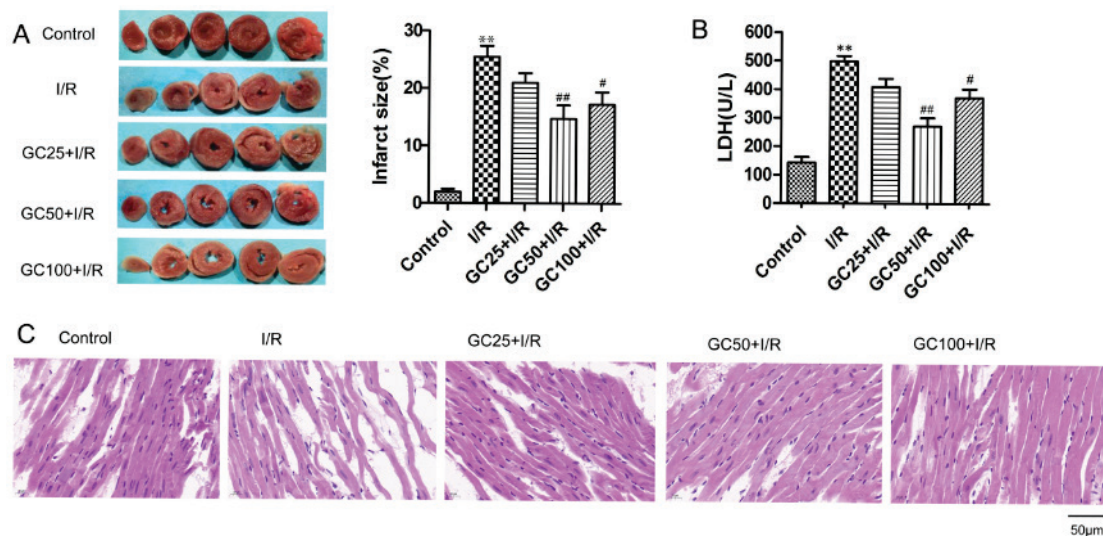 A
Control
I/R
GC25+I/R
GC50+I/R
GC100+I/R
Infarct size(%)
30
20
10
0
**
##
#
Control
I/R
GC25+I/R
GC50+I/R
GC100+I/R
B
LDH(U/L)
600
500
400
300
200
100
0
**
##
#
Control
I/R
GC25+I/R
GC50+I/R
GC100+I/R
C
Control
I/R
GC25+I/R
GC50+I/R
GC100+I/R
50μm